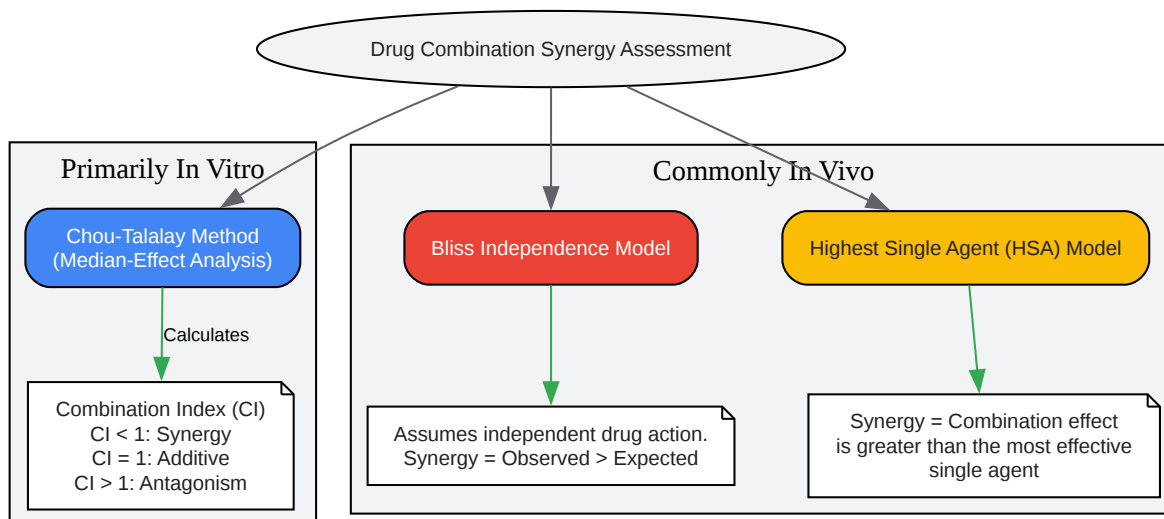 Drug Combination Synergy Assessment
Primarily In Vitro
Commonly In Vivo
Chou-Talalay Method
(Median-Effect Analysis)
Bliss Independence Model
Highest Single Agent (HSA) Model
Calculates
Combination Index (CI)
CI < 1: Synergy
CI = 1: Additive
CI > 1: Antagonism
Assumes independent drug action.
Synergy = Observed > Expected
Synergy = Combination effect
is greater than the most effective
single agent